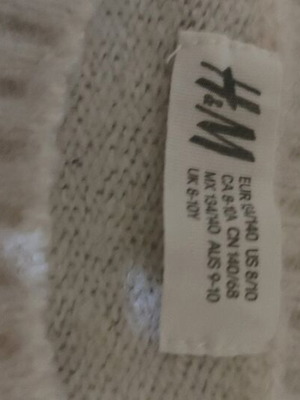 H&M
EUR 134/140 US 8/10
CA 8-10A CN 140/68
MX 134/140 AUS 9-10
UK 8-10Y